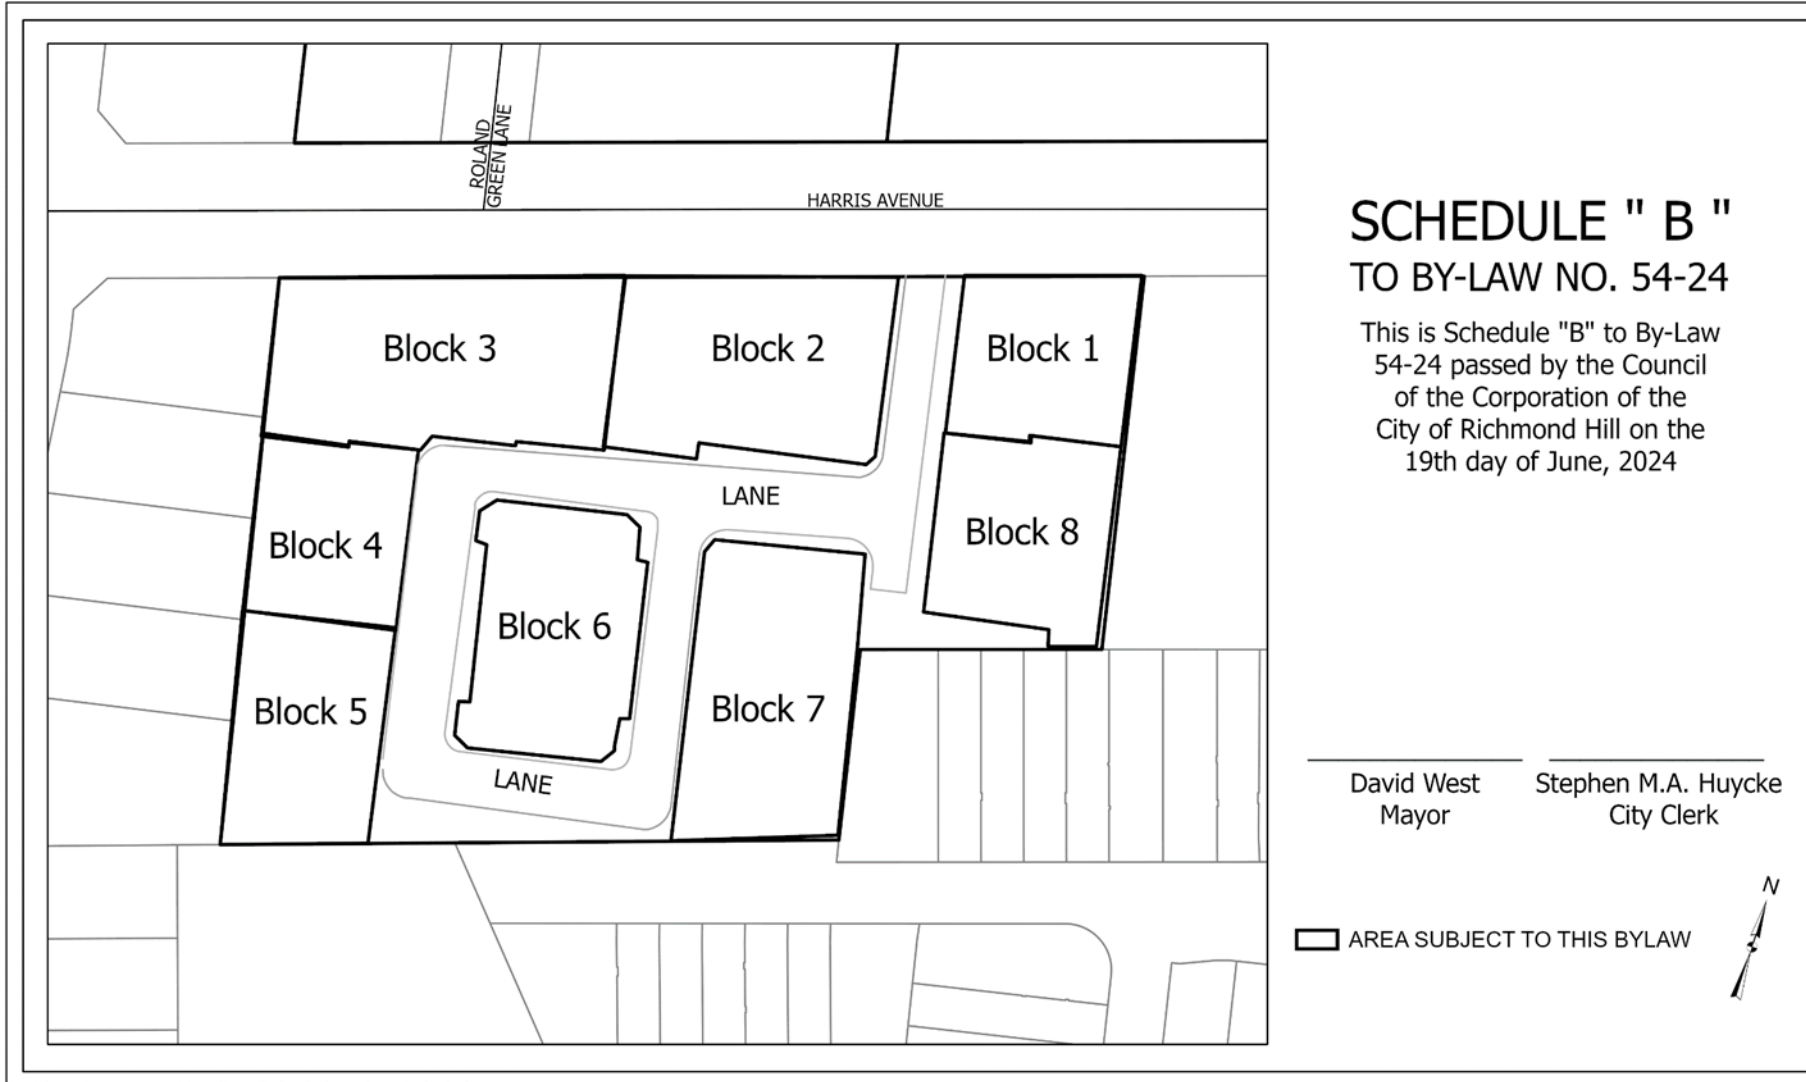 ROLAND
GREEN LANE
HARRIS AVENUE
Block 3
Block 2
Block 1
LANE
Block 4
Block 8
Block 6
Block 5
Block 7
LANE
SCHEDULE " B "
TO BY-LAW NO. 54-24
This is Schedule "B" to By-Law
54-24 passed by the Council
of the Corporation of the
City of Richmond Hill on the
19th day of June, 2024
David West
Mayor
Stephen M.A. Huycke
City Clerk
N
AREA SUBJECT TO THIS BYLAW